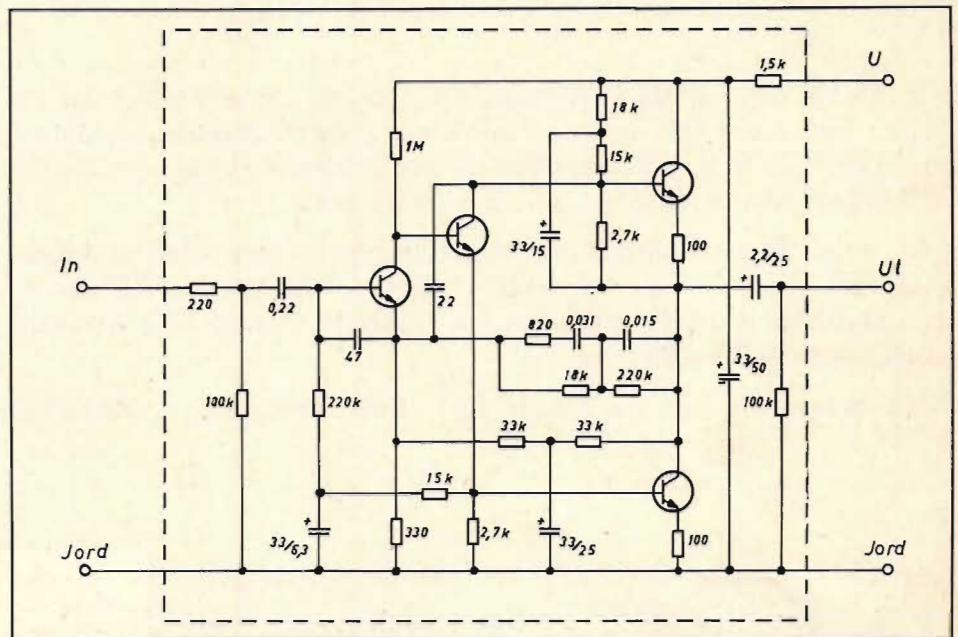 1,5k
U
18k
1M
15k
33/15
2,7k
100
In
2,2/25
Ut
220
0,22
22
820
0,031
0,015
47
18k
220k
33/50
100k
220k
100k
33k
33k
15k
33/6,3
330
2,7k
33/25
100
Jord
Jord